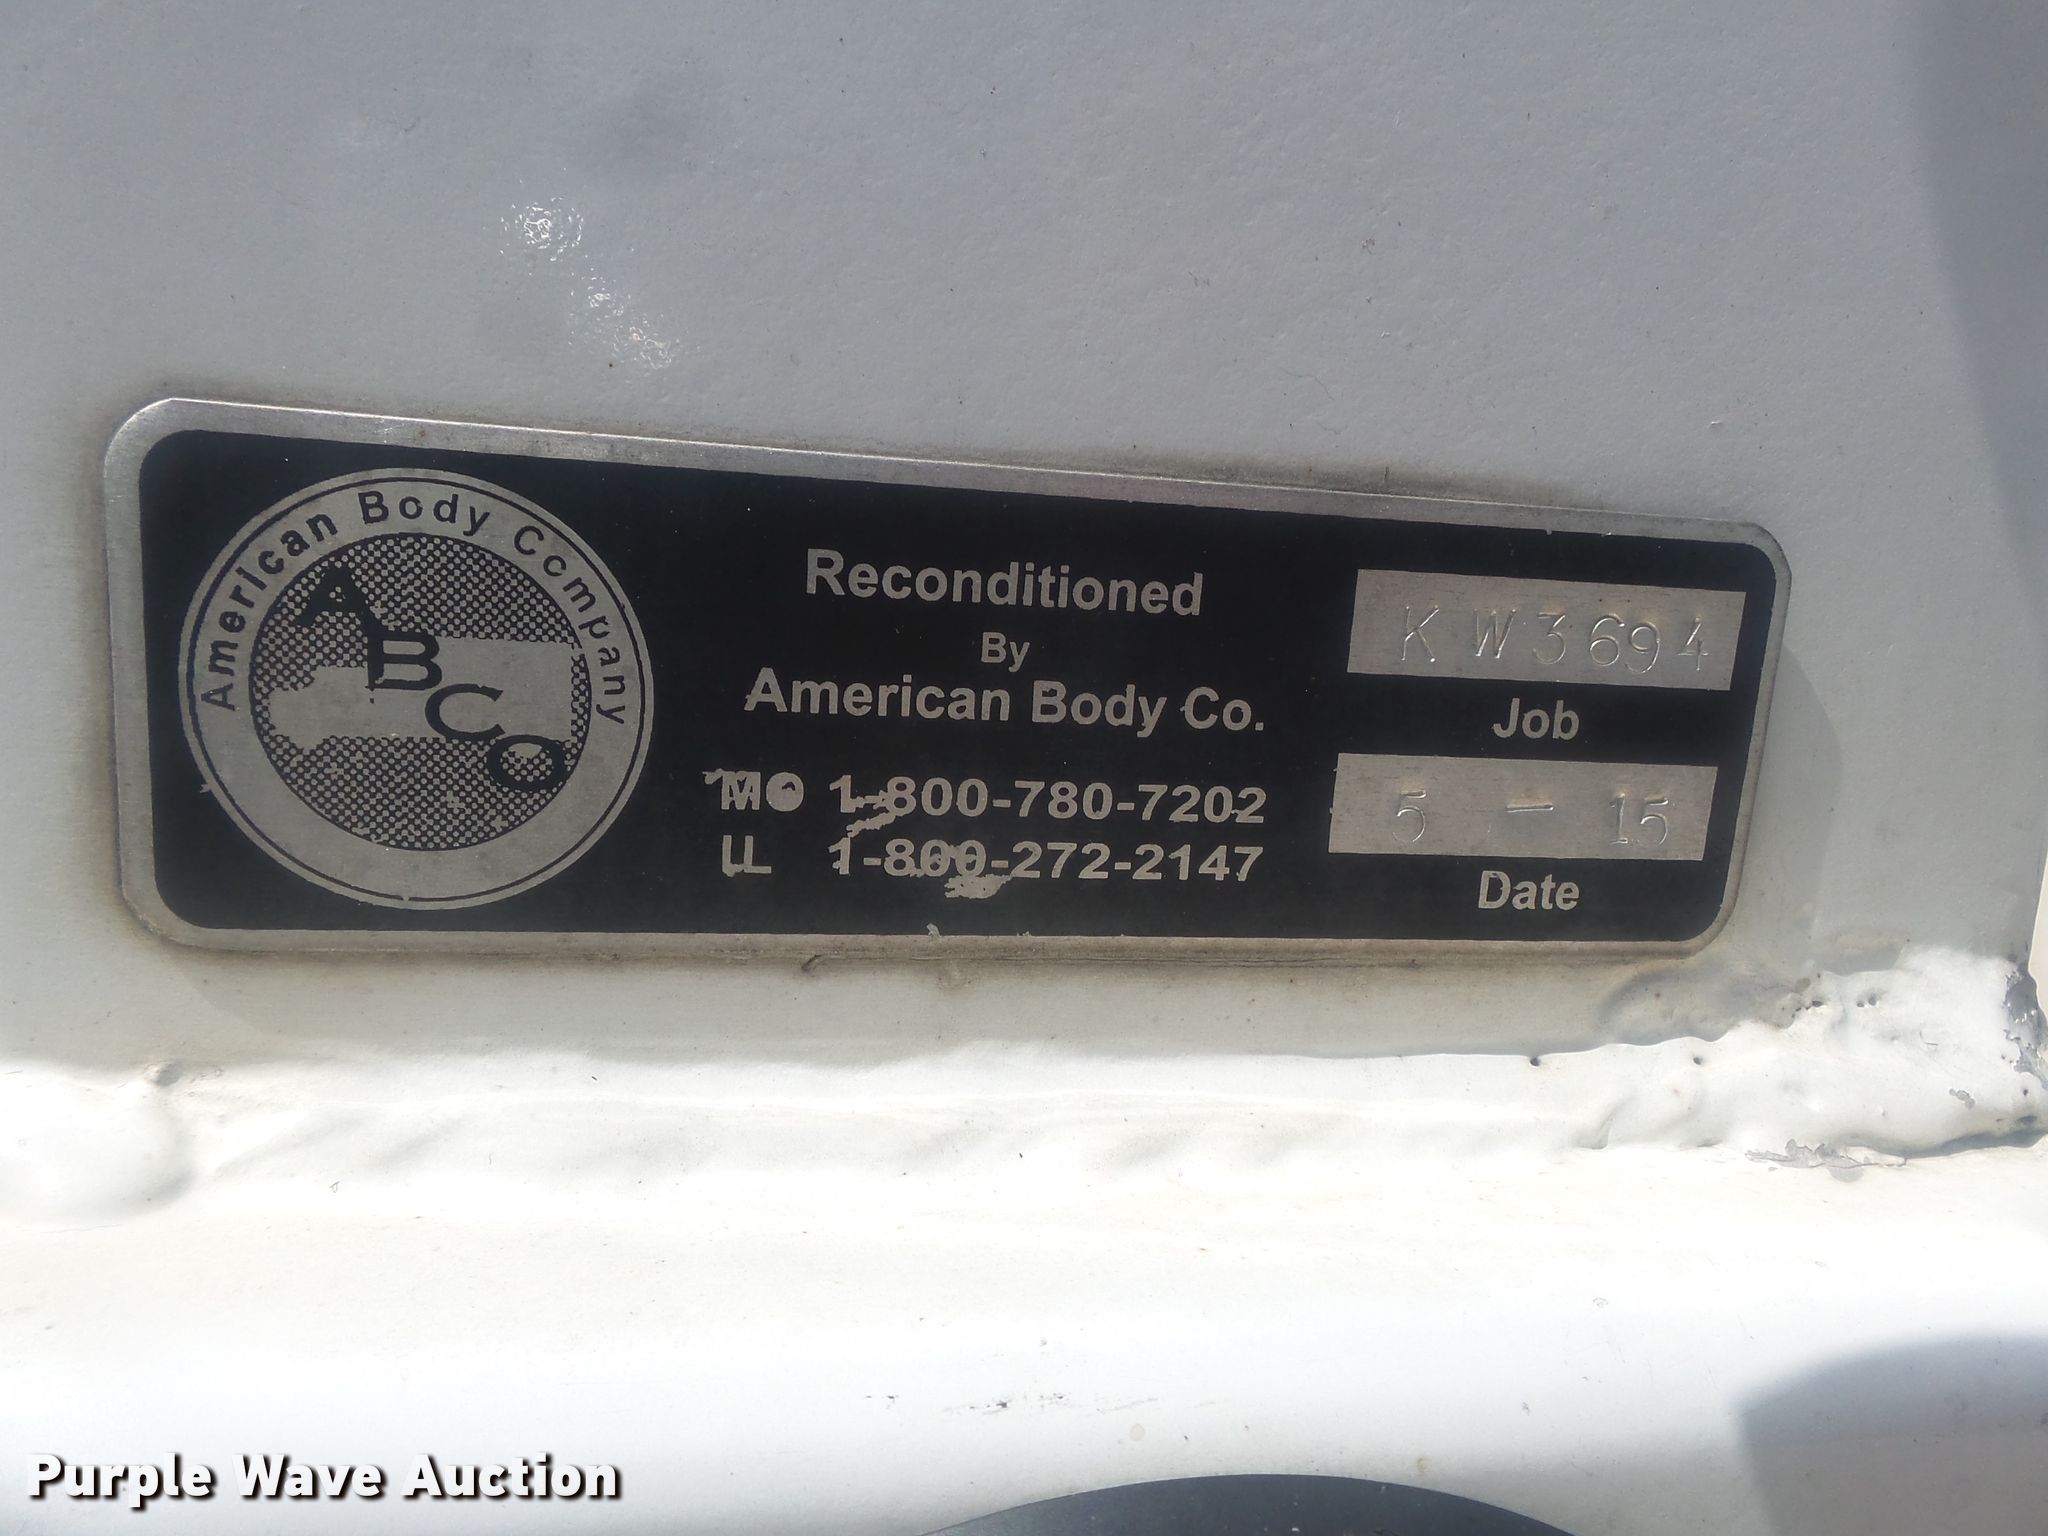 American Body Company
ABCO
Reconditioned
By
American Body Co.
MO 1-800-780-7202
IL 1-800-272-2147
KW3694
Job
5 - 15
Date
Purple Wave Auction